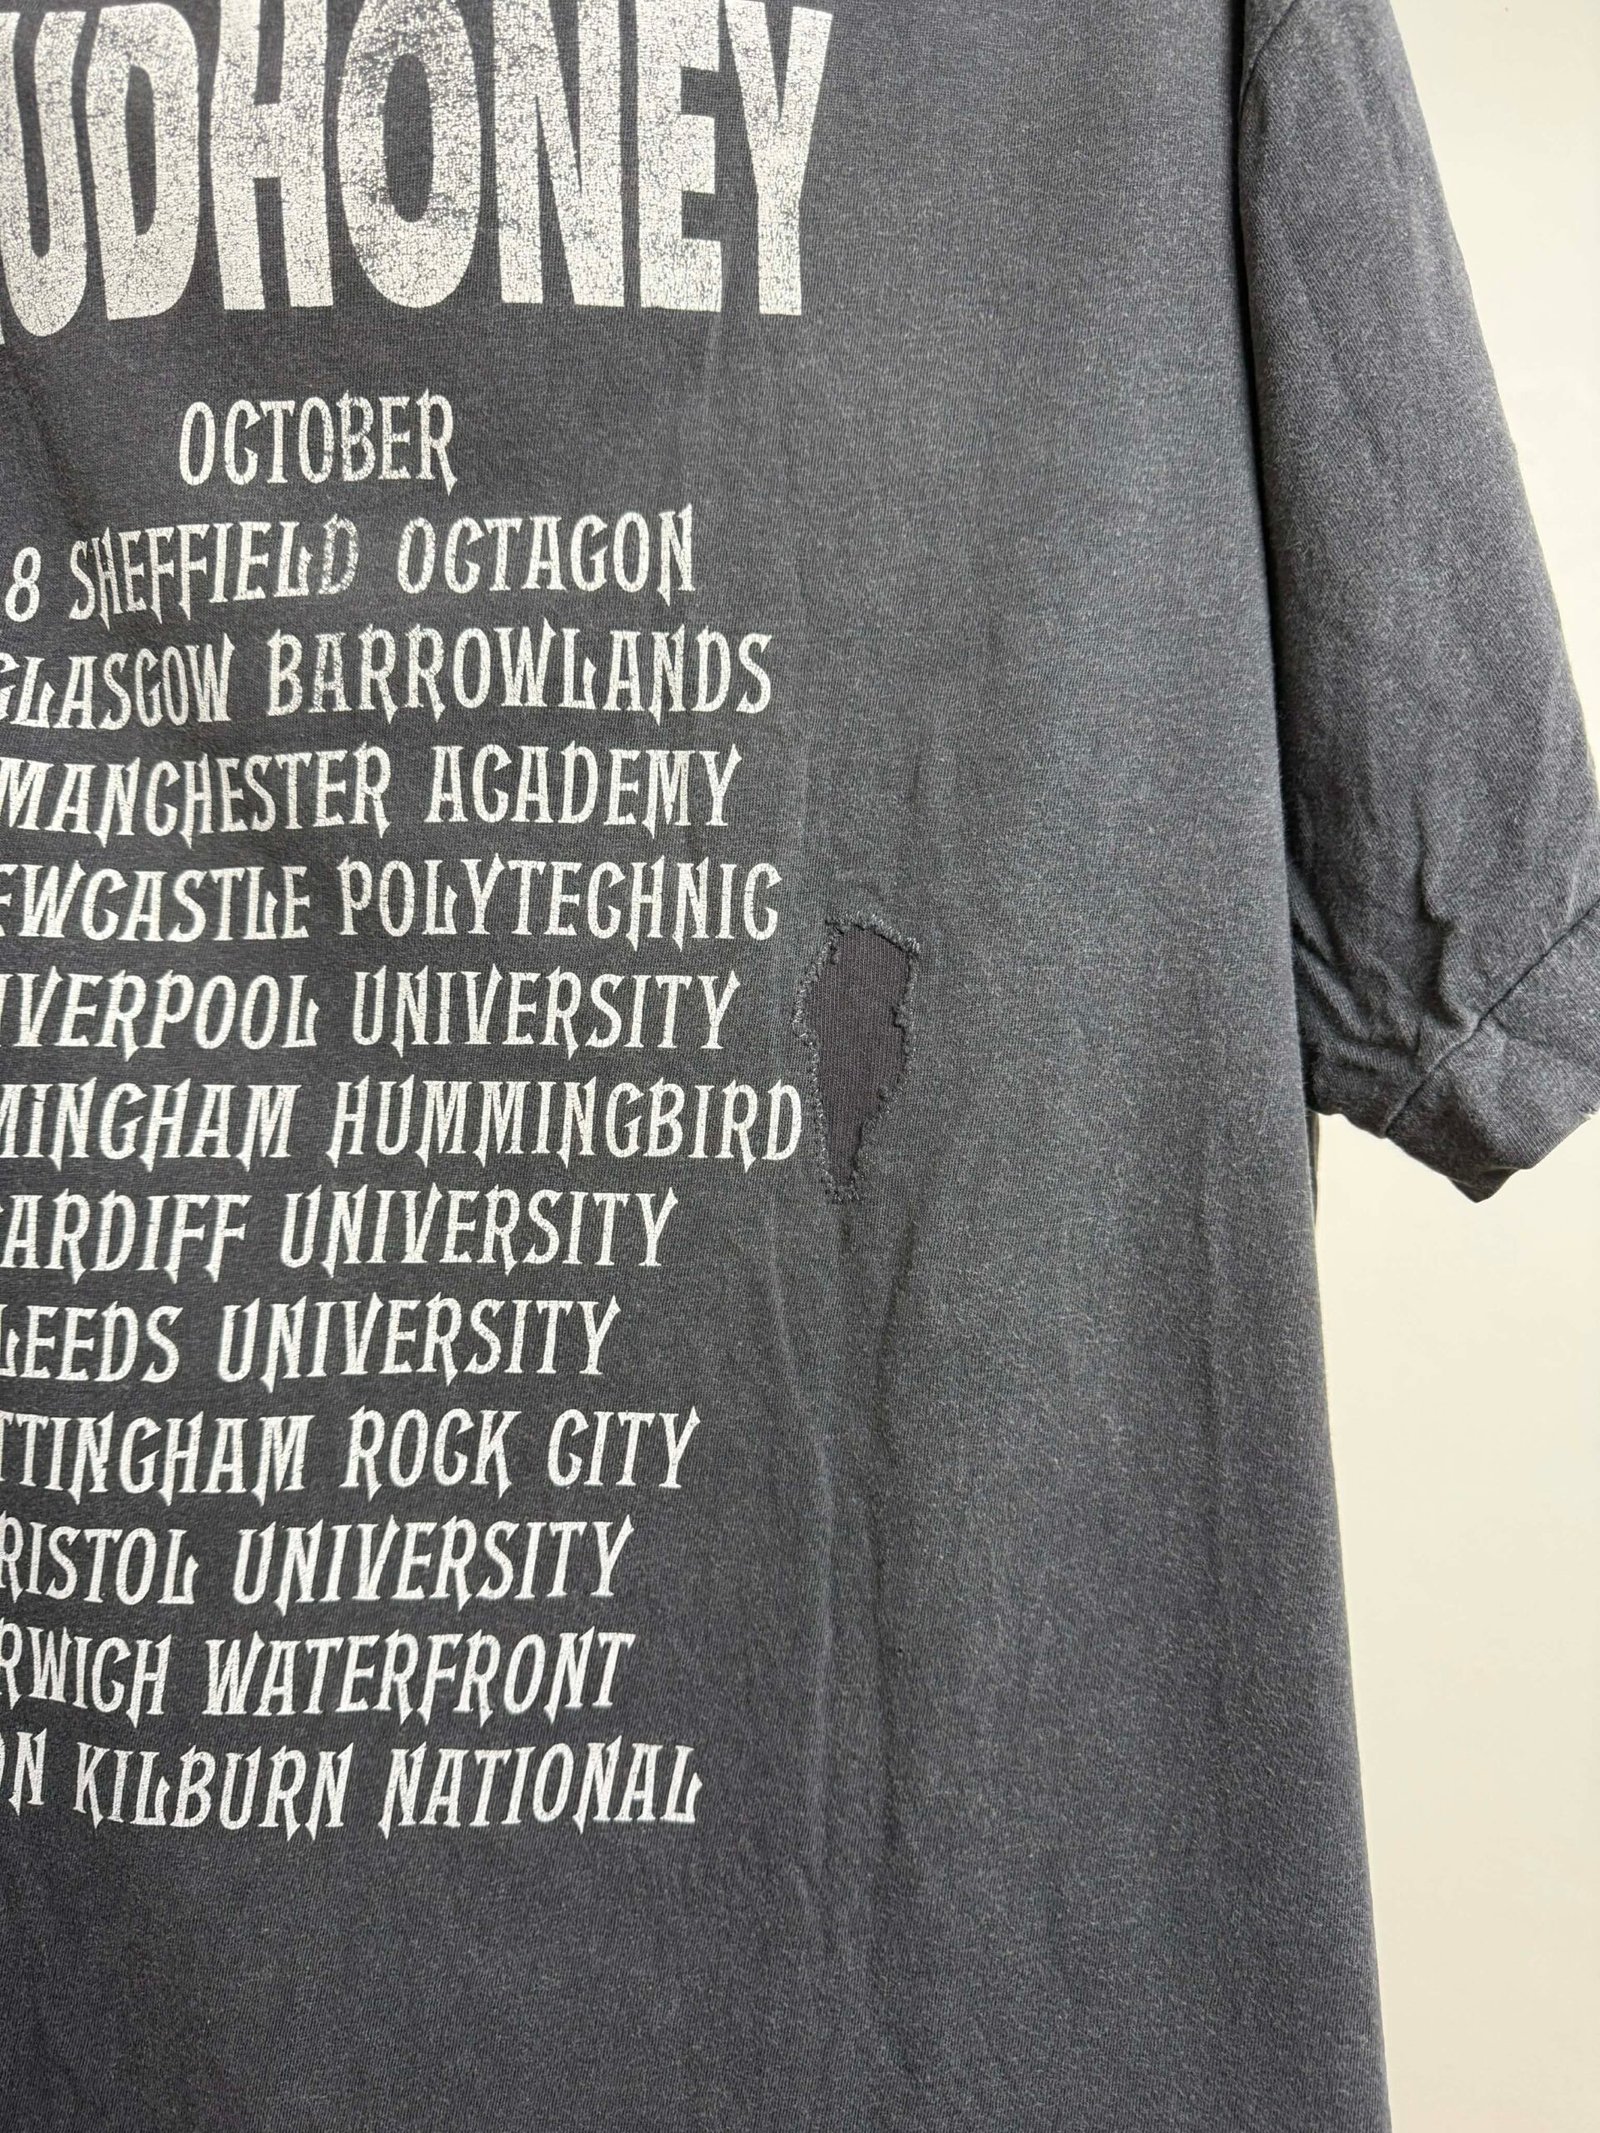 UDHONEY
OCTOBER
8 SHEFFIELD OCTAGON
GLASGOW BARROWLANDS
MANCHESTER ACADEMY
EWCASTLE POLYTECHNIC
IVERPOOL UNIVERSITY
MINGHAM HUMMINGBIRD
ARDIFF UNIVERSITY
LEEDS UNIVERSITY
TTINGHAM ROCK CITY
RISTOL UNIVERSITY
RWICH WATERFRONT
ON KILBURN NATIONAL